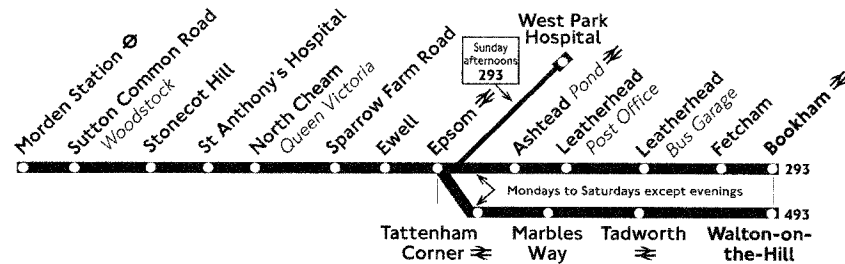 Morden Station
Sutton Common Road
Woodstock
Stonecot Hill
St Anthony's Hospital
North Cheam
Queen Victoria
Sparrow Farm Road
Ewell
Epsom
Sunday
afternoons
293
West Park
Hospital
Ashtead Pond
Leatherhead
Post Office
Leatherhead
Bus Garage
Fetcham
Bookham
293
Mondays to Saturdays except evenings
493
Tattenham
Corner
Marbles
Way
Tadworth
Walton-on-
the-Hill